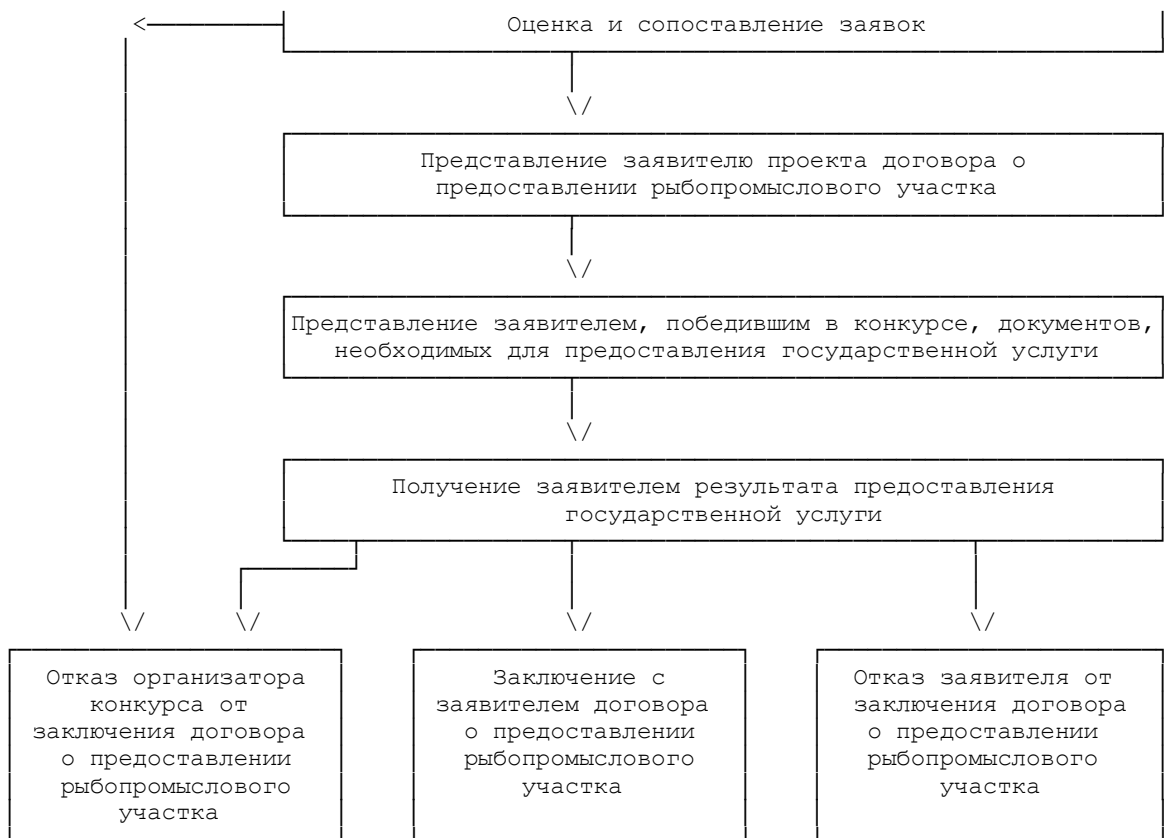 Оценка и сопоставление заявок
Представление заявителю проекта договора о
предоставлении рыбопромыслового участка
Представление заявителем, победившим в конкурсе, документов,
необходимых для предоставления государственной услуги
Получение заявителем результата предоставления
государственной услуги
Отказ организатора
конкурса от
заключения договора
о предоставлении
рыбопромыслового
участка
Заключение с
заявителем договора
о предоставлении
рыбопромыслового
участка
Отказ заявителя от
заключения договора
о предоставлении
рыбопромыслового
участка